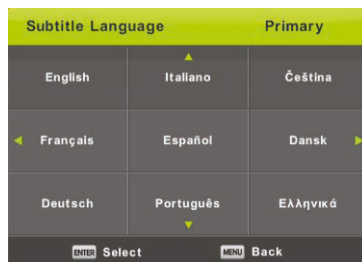 Subtitle Language Primary
English Italiano Čeština
Français Español Dansk
Deutsch Português Ελληνικά
ENTER Select MENU Back